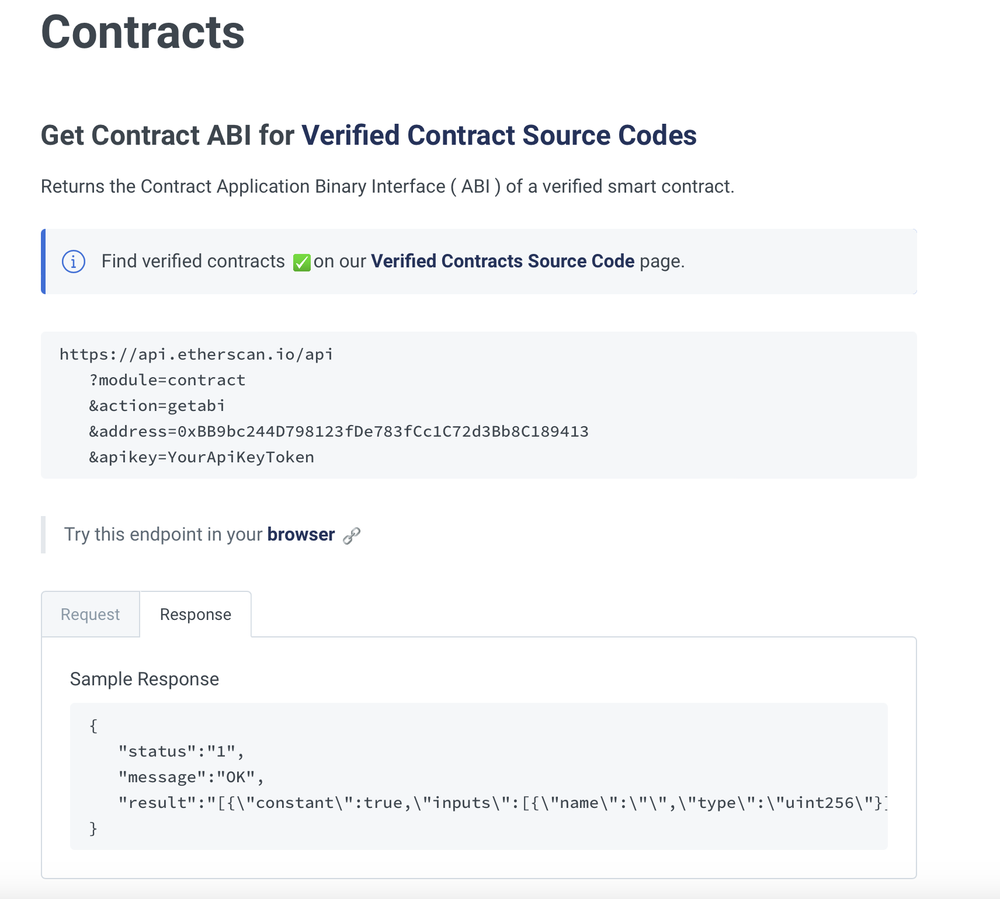 Contracts
Get Contract ABI for Verified Contract Source Codes
Returns the Contract Application Binary Interface ( ABI ) of a verified smart contract.
Find verified contracts ✅ on our Verified Contracts Source Code page.
https://api.etherscan.io/api
   ?module=contract
   &action=getabi
   &address=0xBB9bc244D798123fDe783fCc1C72d3Bb8C189413
   &apikey=YourApiKeyToken
Try this endpoint in your browser 🔗
Request Response
Sample Response
{
   "status":"1",
   "message":"OK",
   "result":"[{\"constant\":true,\"inputs\":[{\"name\":\"\",\"type\":\"uint256\"}]
}